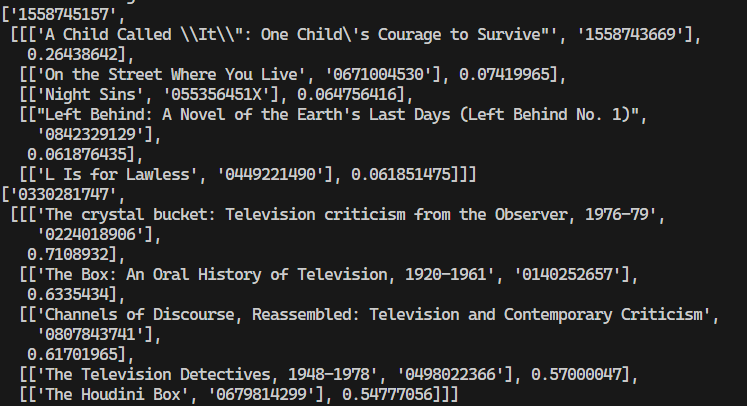 ['1558745157',
[[['A Child Called \\It\\": One Child\'s Courage to Survive"', '1558743669'],
0.26438642],
[['On the Street Where You Live', '0671004530'], 0.07419965],
[['Night Sins', '055356451X'], 0.064756416],
[["Left Behind: A Novel of the Earth's Last Days (Left Behind No. 1)",
'0842329129'],
0.061876435],
[['L Is for Lawless', '0449221490'], 0.061851475]]]
['0330281747',
[[['The crystal bucket: Television criticism from the Observer, 1976-79',
'0224018906'],
0.7108932],
[['The Box: An Oral History of Television, 1920-1961', '0140252657'],
0.6335434],
[['Channels of Discourse, Reassembled: Television and Contemporary Criticism',
'0807843741'],
0.61701965],
[['The Television Detectives, 1948-1978', '0498022366'], 0.57000047],
[['The Houdini Box', '0679814299'], 0.54777056]]]